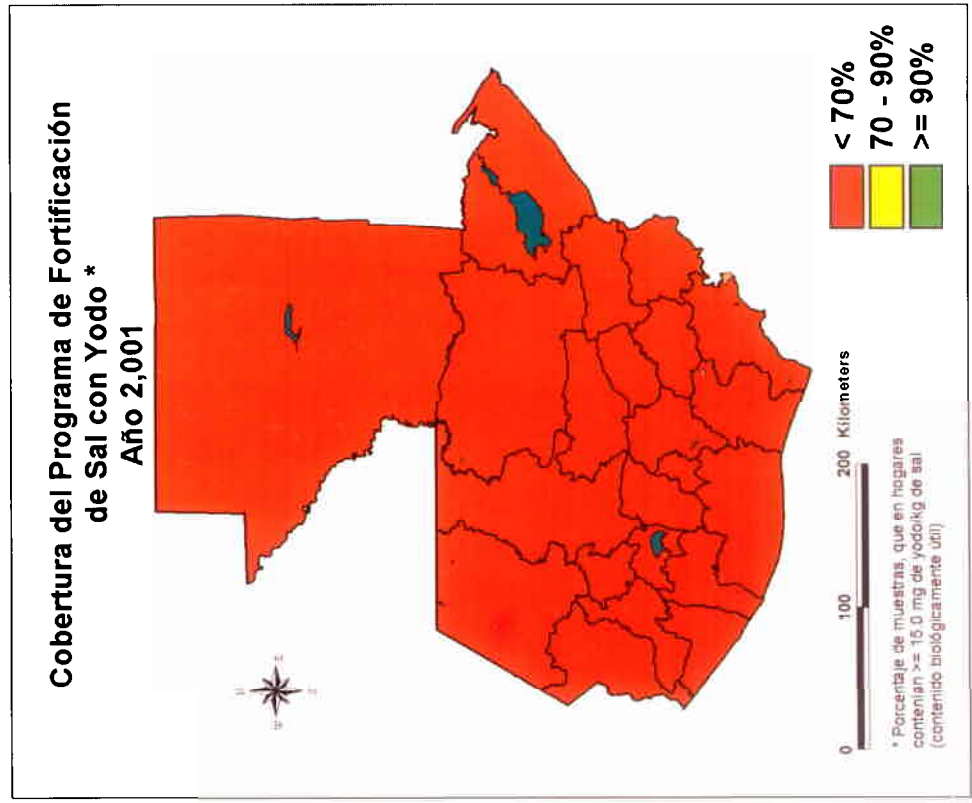 Cobertura del Programa de Fortificación
de Sal con Yodo *
Año 2,001
< 70%
70 - 90%
>= 90%
0 100 200 Kilometers
* Porcentaje de muestras, que en hogares
contenían >= 15.0 mg de yodo/kg de sal
(contenido biológicamente útil)